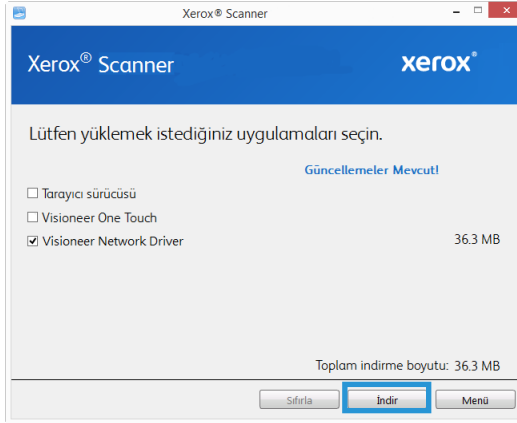 Xerox® Scanner
Xerox® Scanner
xerox®
Lütfen yüklemek istediğiniz uygulamaları seçin.
Güncellemeler Mevcut!
Tarayıcı sürücüsü
Visioneer One Touch
Visioneer Network Driver 36.3 MB
Toplam indirme boyutu: 36.3 MB
Sıfırla İndir Menü